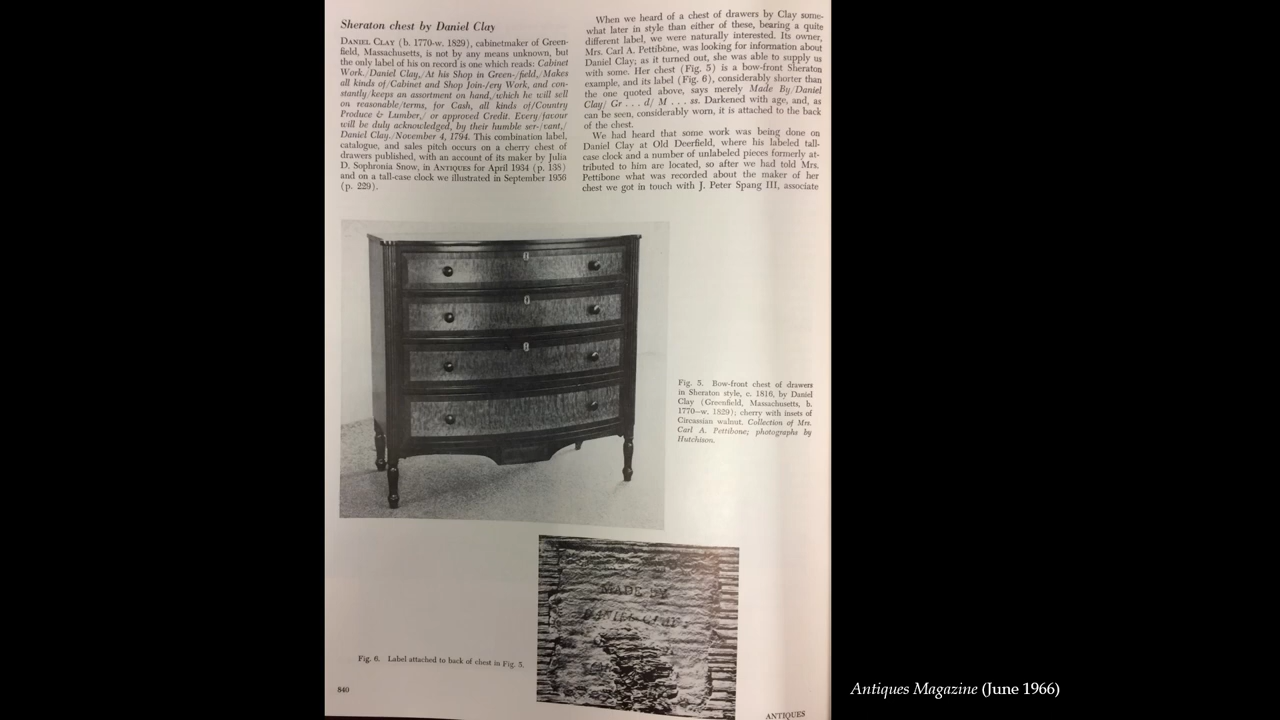 Sheraton chest by Daniel Clay
DANIEL CLAY (b. 1770-w. 1829), cabinetmaker of Green-
field, Massachusetts, is not by any means unknown, but
the only label of his on record is one which reads: Cabinet
Work./Daniel Clay,/At his Shop in Green-/field,/Makes
all kinds of/Cabinet and Shop Join-/ery Work, and con-
stantly/keeps an assortment on hand,/which he will sell
on reasonable/terms, for Cash, all kinds of/Country
Produce & Lumber,/ or approved Credit. Every/favour
will be duly acknowledged, by their humble ser-/vant,/
Daniel Clay./November 4, 1794. This combination label,
catalogue, and sales pitch occurs on a cherry chest of
drawers published, with an account of its maker by Julia
D. Sophronia Snow, in ANTIQUES for April 1934 (p. 138)
and on a tall-case clock we illustrated in September 1956
(p. 229).
When we heard of a chest of drawers by Clay some-
what later in style than either of these, bearing a quite
different label, we were naturally interested. Its owner,
Mrs. Carl A. Pettibone, was looking for information about
Daniel Clay; as it turned out, she was able to supply us
with some. Her chest (Fig. 5) is a bow-front Sheraton
example, and its label (Fig. 6), considerably shorter than
the one quoted above, says merely Made By/Daniel
Clay/ Gr . . . d/ M . . . ss. Darkened with age, and, as
can be seen, considerably worn, it is attached to the back
of the chest.
We had heard that some work was being done on
Daniel Clay at Old Deerfield, where his labeled tall-
case clock and a number of unlabeled pieces formerly at-
tributed to him are located, so after we had told Mrs.
Pettibone what was recorded about the maker of her
chest we got in touch with J. Peter Spang III, associate
Fig. 5. Bow-front chest of drawers
in Sheraton style, c. 1816, by Daniel
Clay (Greenfield, Massachusetts, b.
1770—w. 1829); cherry with insets of
Circassian walnut. Collection of Mrs.
Carl A. Pettibone; photographs by
Hutchison.
MADE BY
DANIEL CLAY
Fig. 6. Label attached to back of chest in Fig. 5.
840
ANTIQUES
Antiques Magazine (June 1966)